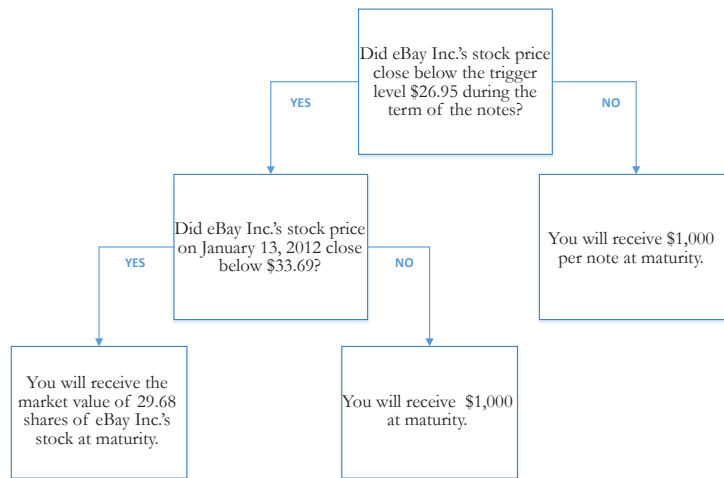 Did eBay Inc.'s stock price
close below the trigger
level $26.95 during the
term of the notes?
YES
NO
Did eBay Inc.'s stock price
on January 13, 2012 close
below $33.69?
You will receive $1,000
per note at maturity.
YES
NO
You will receive the
market value of 29.68
shares of eBay Inc.'s
stock at maturity.
You will receive $1,000
at maturity.